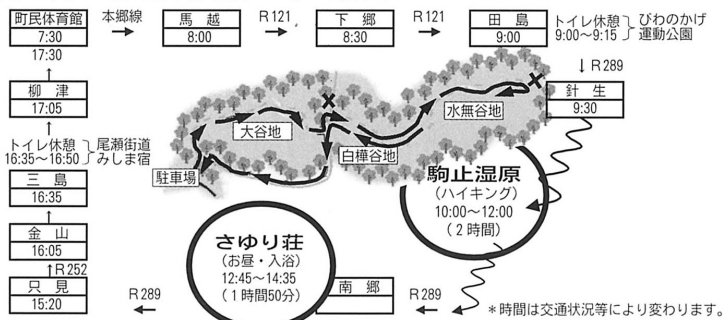 町民体育館
7:30
17:30
本郷線
馬越
8:00
R121
下郷
8:30
R121
田島
9:00
トイレ休憩
9:00～9:15
びわのかげ
運動公園
R289
針生
9:30
水無谷地
大谷地
白樺谷地
駐車場
駒止湿原
(ハイキング)
10:00～12:00
(2時間)
南郷
R289
さゆり荘
(お昼・入浴)
12:45～14:35
(1時間50分)
R289
只見
15:20
R252
金山
16:05
三島
16:35
トイレ休憩
16:35～16:50
尾瀬街道
みしま宿
柳津
17:05
＊時間は交通状況等により変わります。